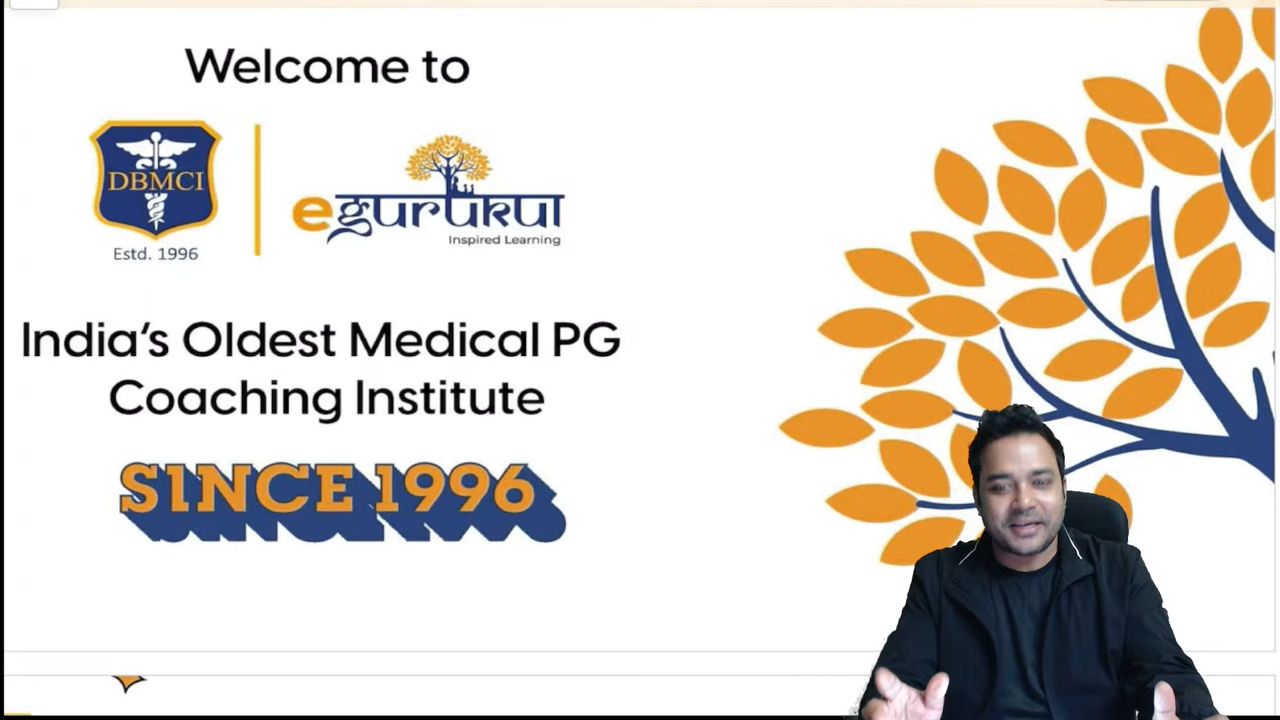 Welcome to
DBMCI
Estd. 1996
egurukul
Inspired Learning
India's Oldest Medical PG
Coaching Institute
SINCE 1996